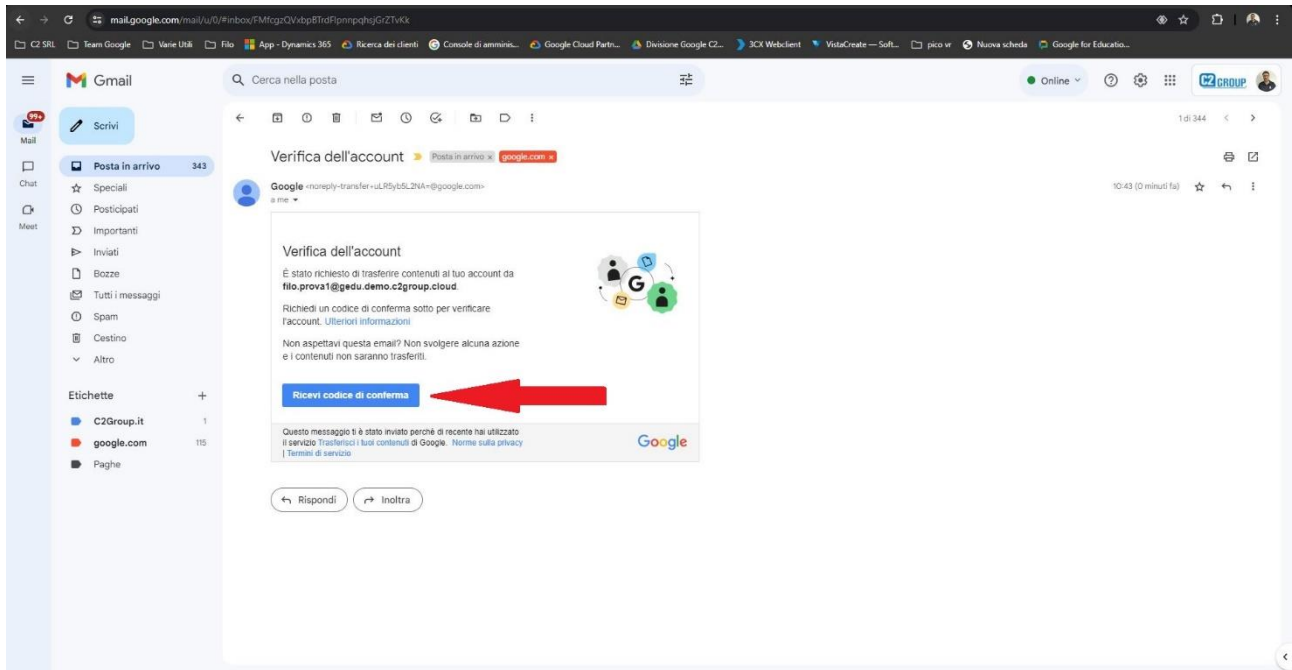 mail.google.com/mail/u/0/#inbox/FMfcgzQVxbpBTrdFlpnnpqhsjGrZTvKk
C2 SRL Team Google Varie Utili Filo App - Dynamics 365 Ricerca dei clienti Console di amminis... Google Cloud Partn... Divisione Google C2... 3CX Webclient VistaCreate — Soft... pico vr Nuova scheda Google for Educatio...
Gmail
Cerca nella posta
Online
C2 GROUP
99+
Mail
Chat
Meet
Scrivi
Posta in arrivo 343
Speciali
Posticipati
Importanti
Inviati
Bozze
Tutti i messaggi
Spam
Cestino
Altro
Etichette +
C2Group.it 1
google.com 115
Paghe
1 di 344
Verifica dell'account Posta in arrivo x google.com x
Google <noreply-transfer+uLR5yb5L2NA=@google.com>
a me
10:43 (0 minuti fa)
Verifica dell'account
È stato richiesto di trasferire contenuti al tuo account da
filo.prova1@gedu.demo.c2group.cloud.
Richiedi un codice di conferma sotto per verificare
l'account. Ulteriori informazioni
Non aspettavi questa email? Non svolgere alcuna azione
e i contenuti non saranno trasferiti.
G
Ricevi codice di conferma
Questo messaggio ti è stato inviato perché di recente hai utilizzato
il servizio Trasferisci i tuoi contenuti di Google. Norme sulla privacy
| Termini di servizio
Google
Rispondi
Inoltra